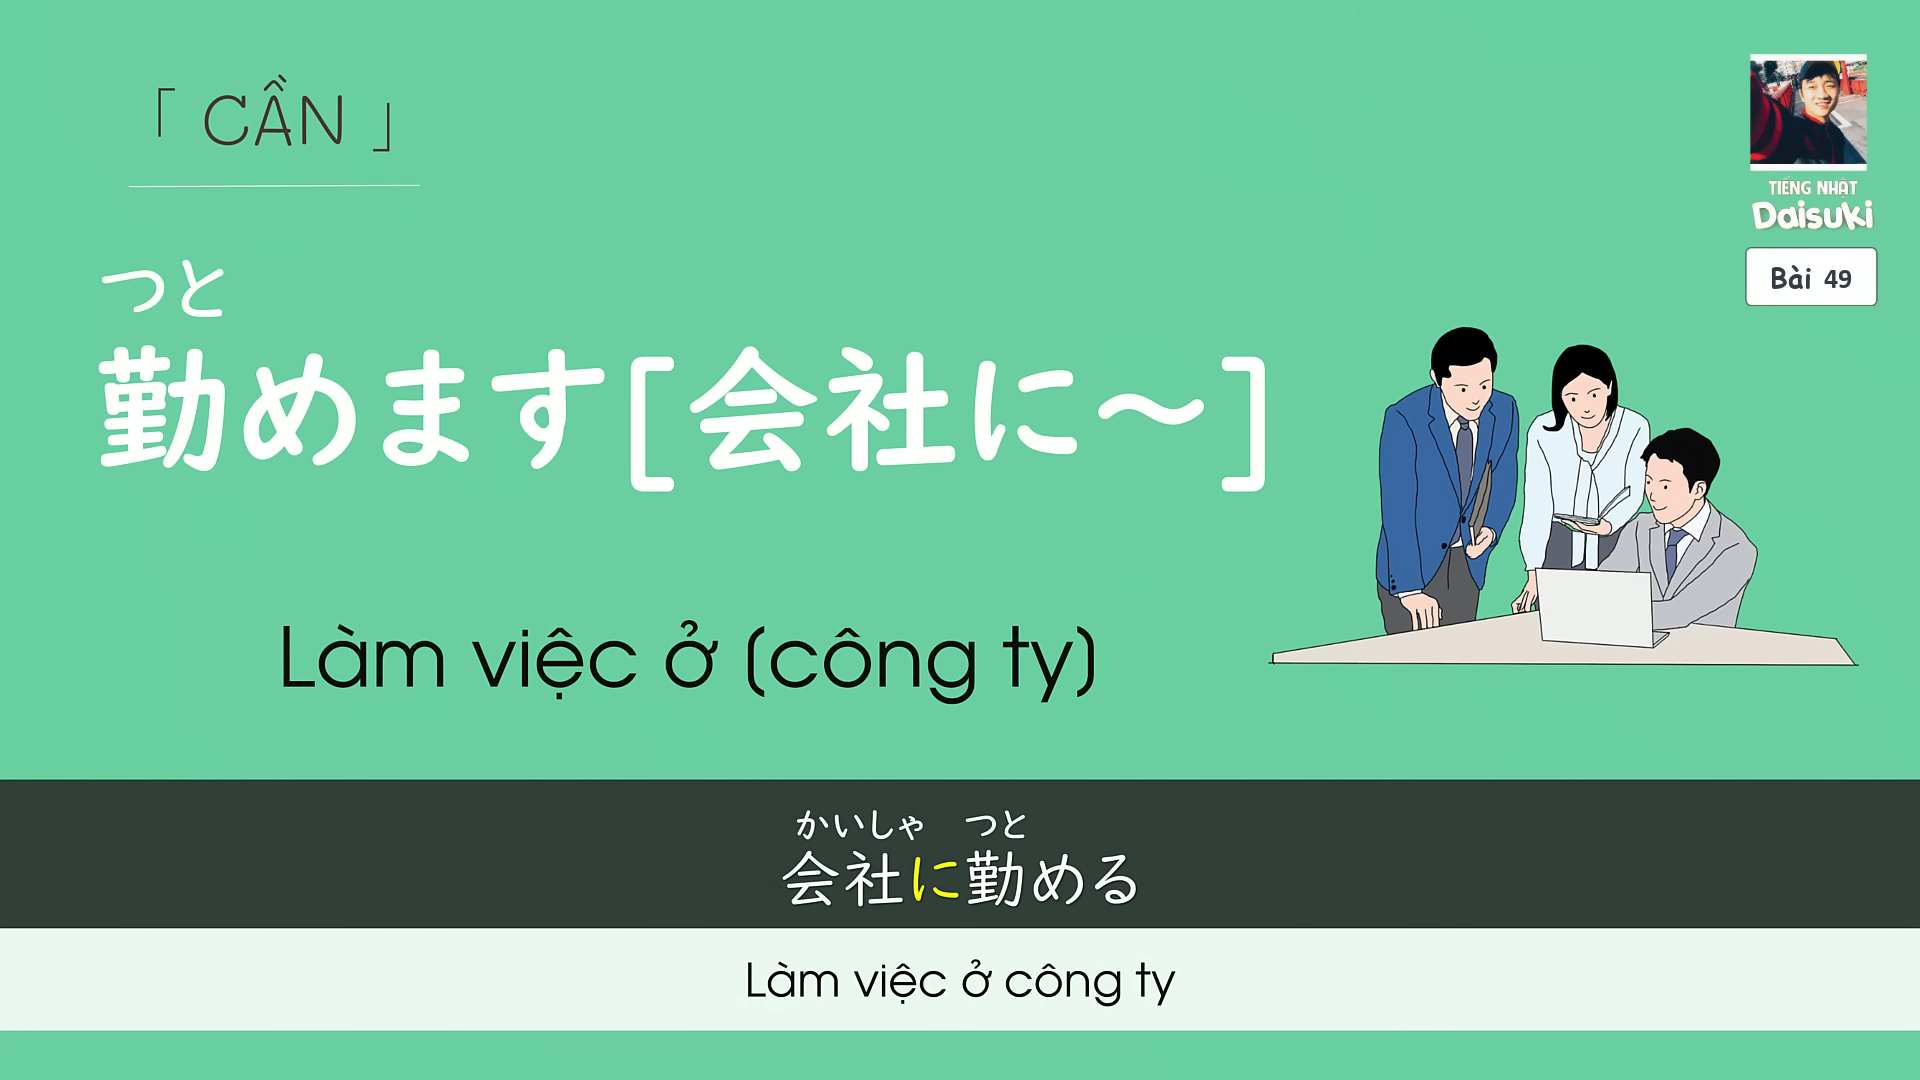 「 CẦN 」
TIẾNG NHẬT
Daisuki
Bài 49
つと
勤めます[会社に～]
Làm việc ở (công ty)
かいしゃ つと
会社に勤める
Làm việc ở công ty